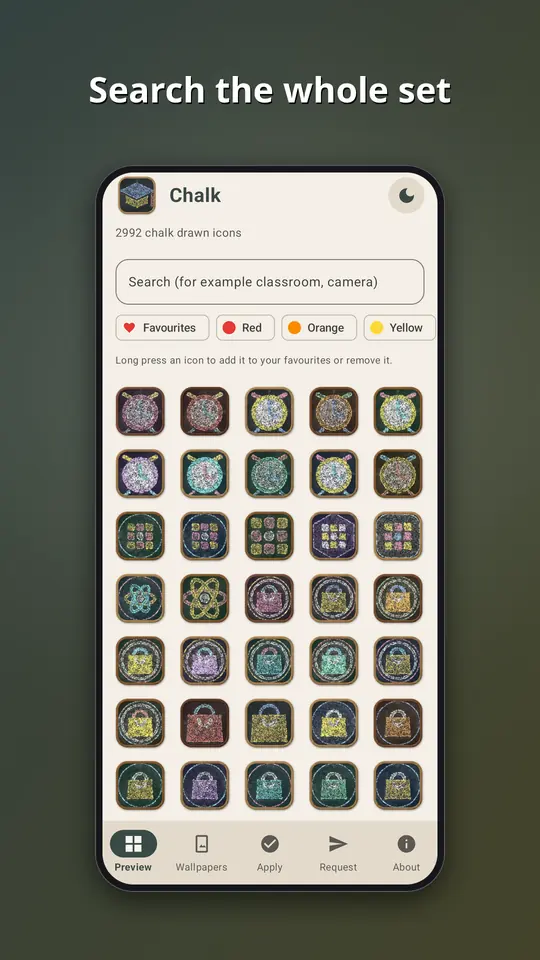 Search the whole set
Chalk
2992 chalk drawn icons
Search (for example classroom, camera)
Favourites Red Orange Yellow
Long press an icon to add it to your favourites or remove it.
Preview Wallpapers Apply Request About